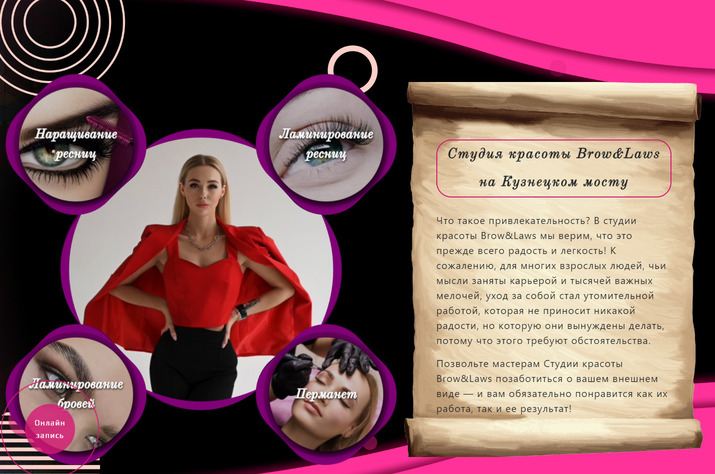 Наращивание
ресниц
Ламинирование
ресниц
Ламинирование
бровей
Онлайн
запись
Перманет
Студия красоты Brow&Laws
на Кузнецком мосту
Что такое привлекательность? В студии
красоты Brow&Laws мы верим, что это
прежде всего радость и легкость! К
сожалению, для многих взрослых людей, чьи
мысли заняты карьерой и тысячей важных
мелочей, уход за собой стал утомительной
работой, которая не приносит никакой
радости, но которую они вынуждены делать,
потому что этого требуют обстоятельства.
Позвольте мастерам Студии красоты
Brow&Laws позаботиться о вашем внешнем
виде — и вам обязательно понравится как их
работа, так и ее результат!